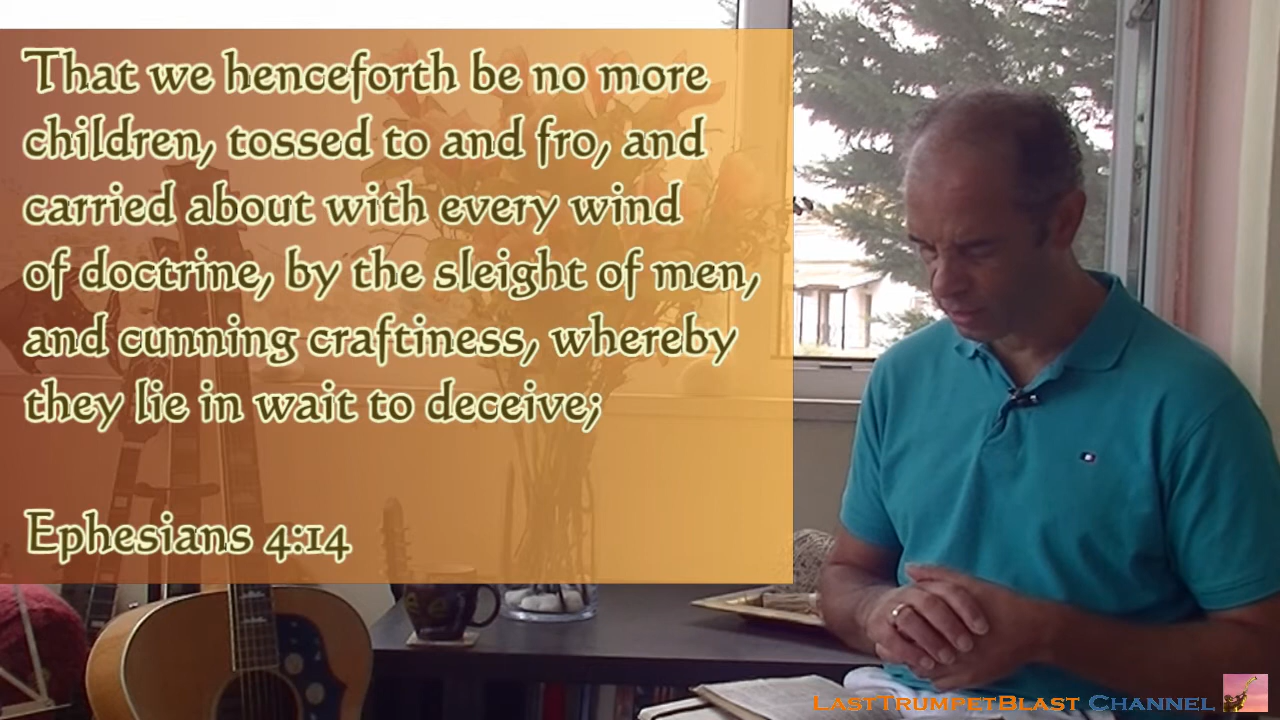 That we henceforth be no more
children, tossed to and fro, and
carried about with every wind
of doctrine, by the sleight of men,
and cunning craftiness, whereby
they lie in wait to deceive;
Ephesians 4:14
LastTrumpetBlast Channel